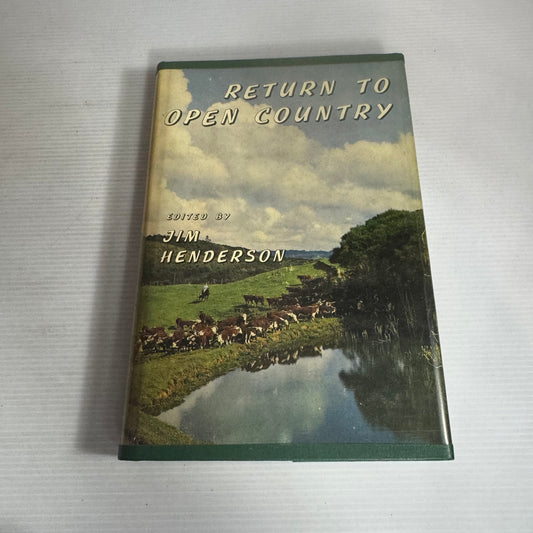 RETURN TO
OPEN COUNTRY
EDITED BY
JIM
HENDERSON